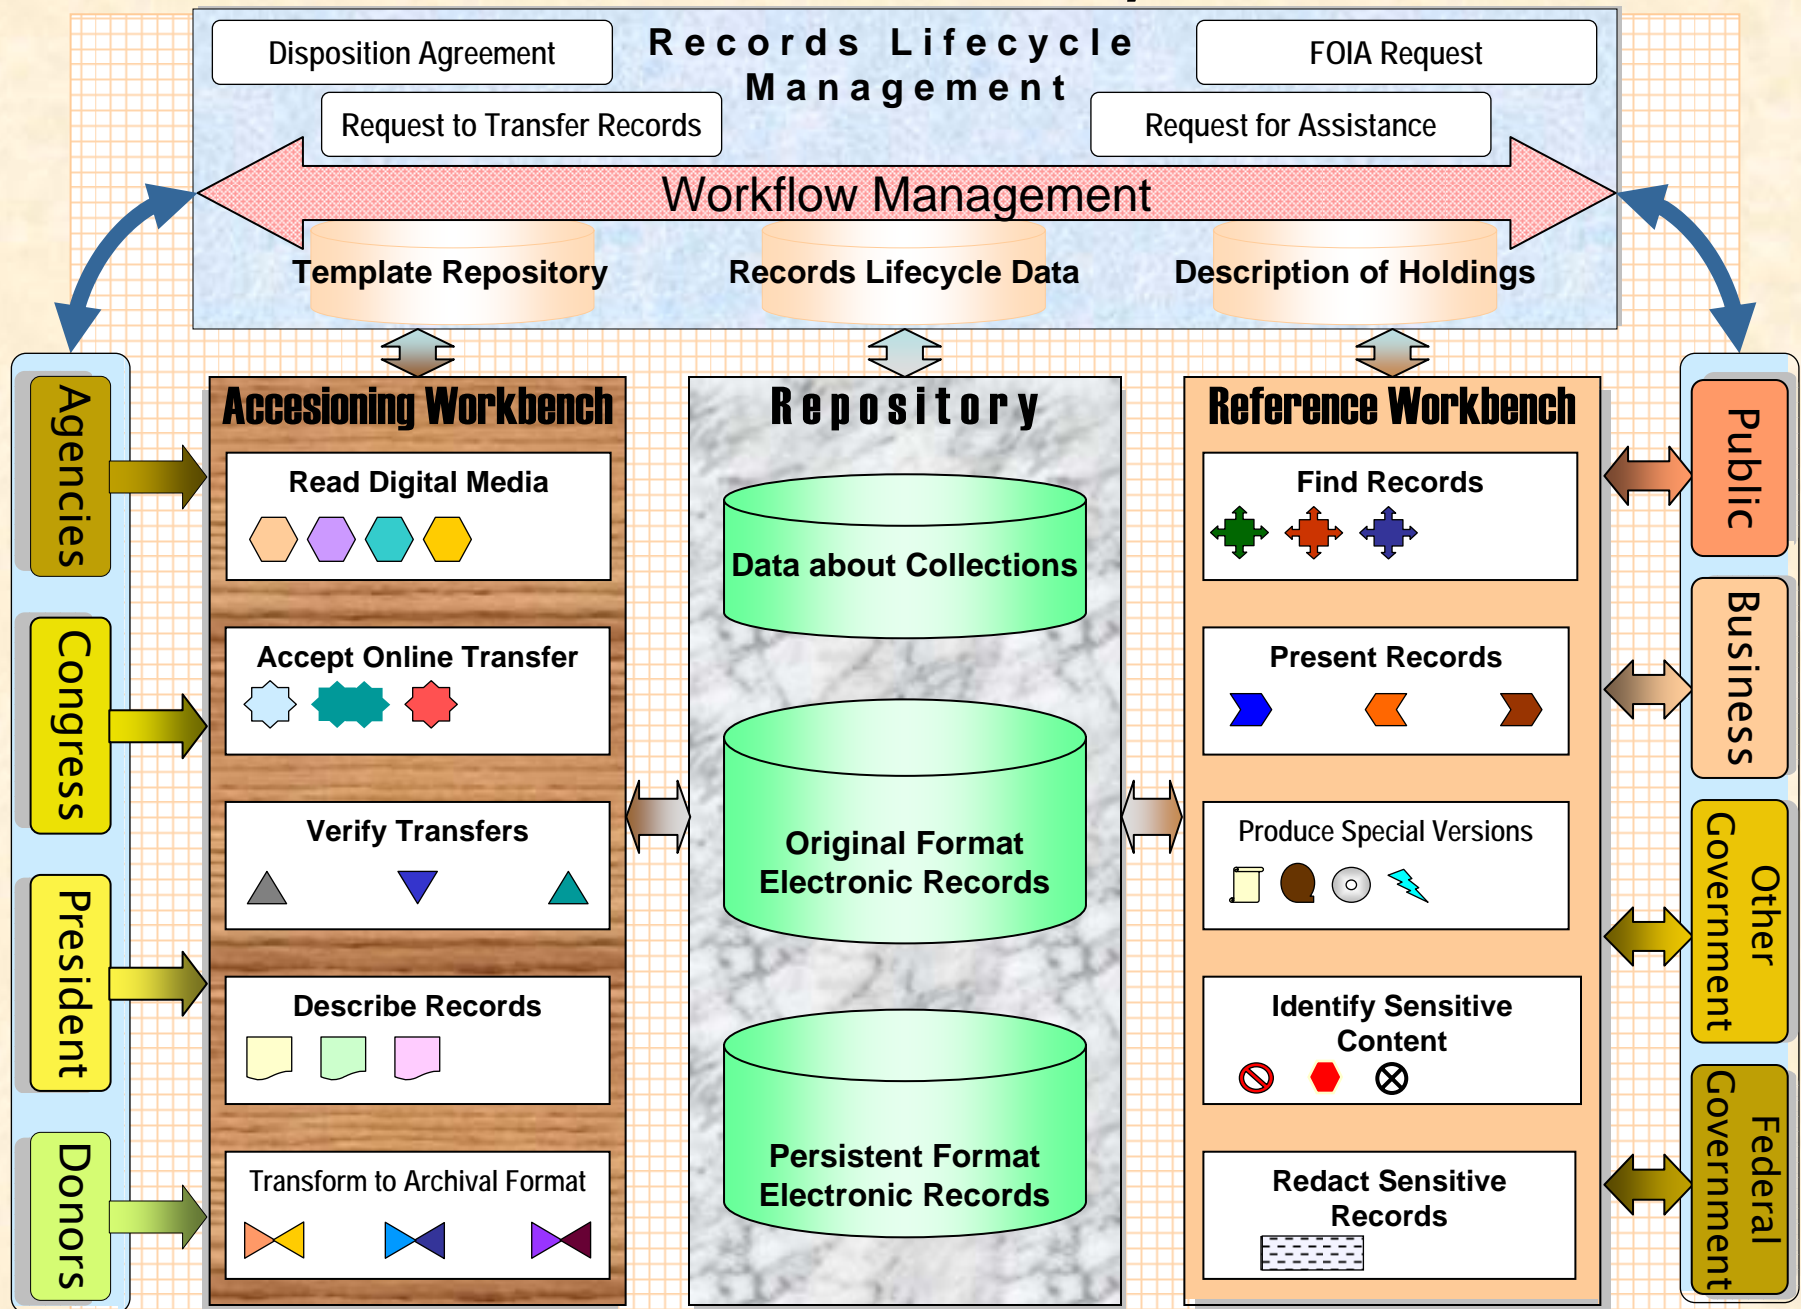 Records Lifecycle
Management
Disposition Agreement
FOIA Request
Request to Transfer Records
Request for Assistance
Workflow Management
Template Repository
Records Lifecycle Data
Description of Holdings
Agencies
Congress
President
Donors
Accesioning Workbench
Read Digital Media
Accept Online Transfer
Verify Transfers
Describe Records
Transform to Archival Format
Repository
Data about Collections
Original Format
Electronic Records
Persistent Format
Electronic Records
Reference Workbench
Find Records
Present Records
Produce Special Versions
Identify Sensitive
Content
Redact Sensitive
Records
Public
Business
Other
Government
Federal
Government